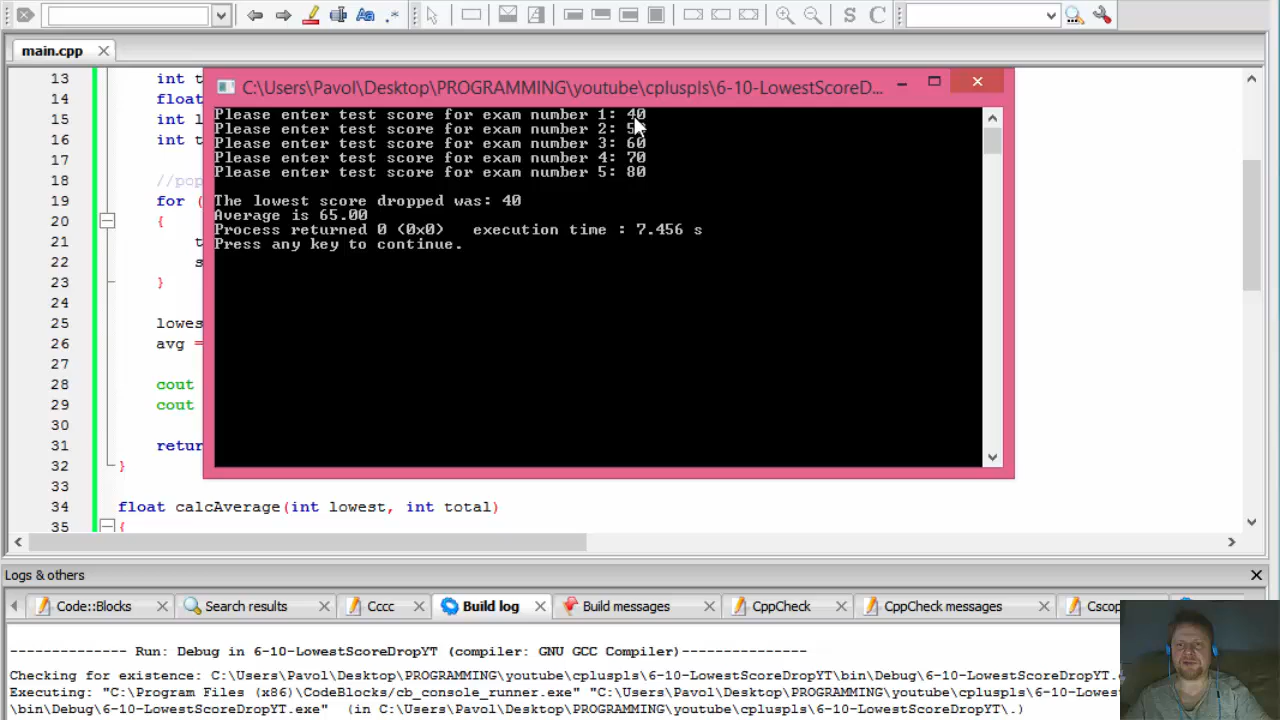 main.cpp
C:\Users\Pavol\Desktop\PROGRAMMING\youtube\cpluspls\6-10-LowestScoreD...
13 int t
14 float
15 int l
16 int t
17
18 //pop
19 for (
20 {
21 t
22 s
23 }
24
25 lowes
26 avg =
27
28 cout
29 cout
30
31 retur
32 }
33
34 float calcAverage(int lowest, int total)
35 {
Please enter test score for exam number 1: 40
Please enter test score for exam number 2: 5
Please enter test score for exam number 3: 60
Please enter test score for exam number 4: 70
Please enter test score for exam number 5: 80
The lowest score dropped was: 40
Average is 65.00
Process returned 0 (0x0) execution time : 7.456 s
Press any key to continue.
Logs & others
Code::Blocks Search results Cccc Build log Build messages CppCheck CppCheck messages Cscop
-------------- Run: Debug in 6-10-LowestScoreDropYT (compiler: GNU GCC Compiler)---------------
Checking for existence: C:\Users\Pavol\Desktop\PROGRAMMING\youtube\cpluspls\6-10-LowestScoreDropYT\bin\Debug\6-10-LowestScoreDropYT.
Executing: "C:\Program Files (x86)\CodeBlocks/cb_console_runner.exe" "C:\Users\Pavol\Desktop\PROGRAMMING\youtube\cpluspls\6-10-Lowest
\bin\Debug\6-10-LowestScoreDropYT.exe" (in C:\Users\Pavol\Desktop\PROGRAMMING\youtube\cpluspls\6-10-LowestScoreDropYT\.)